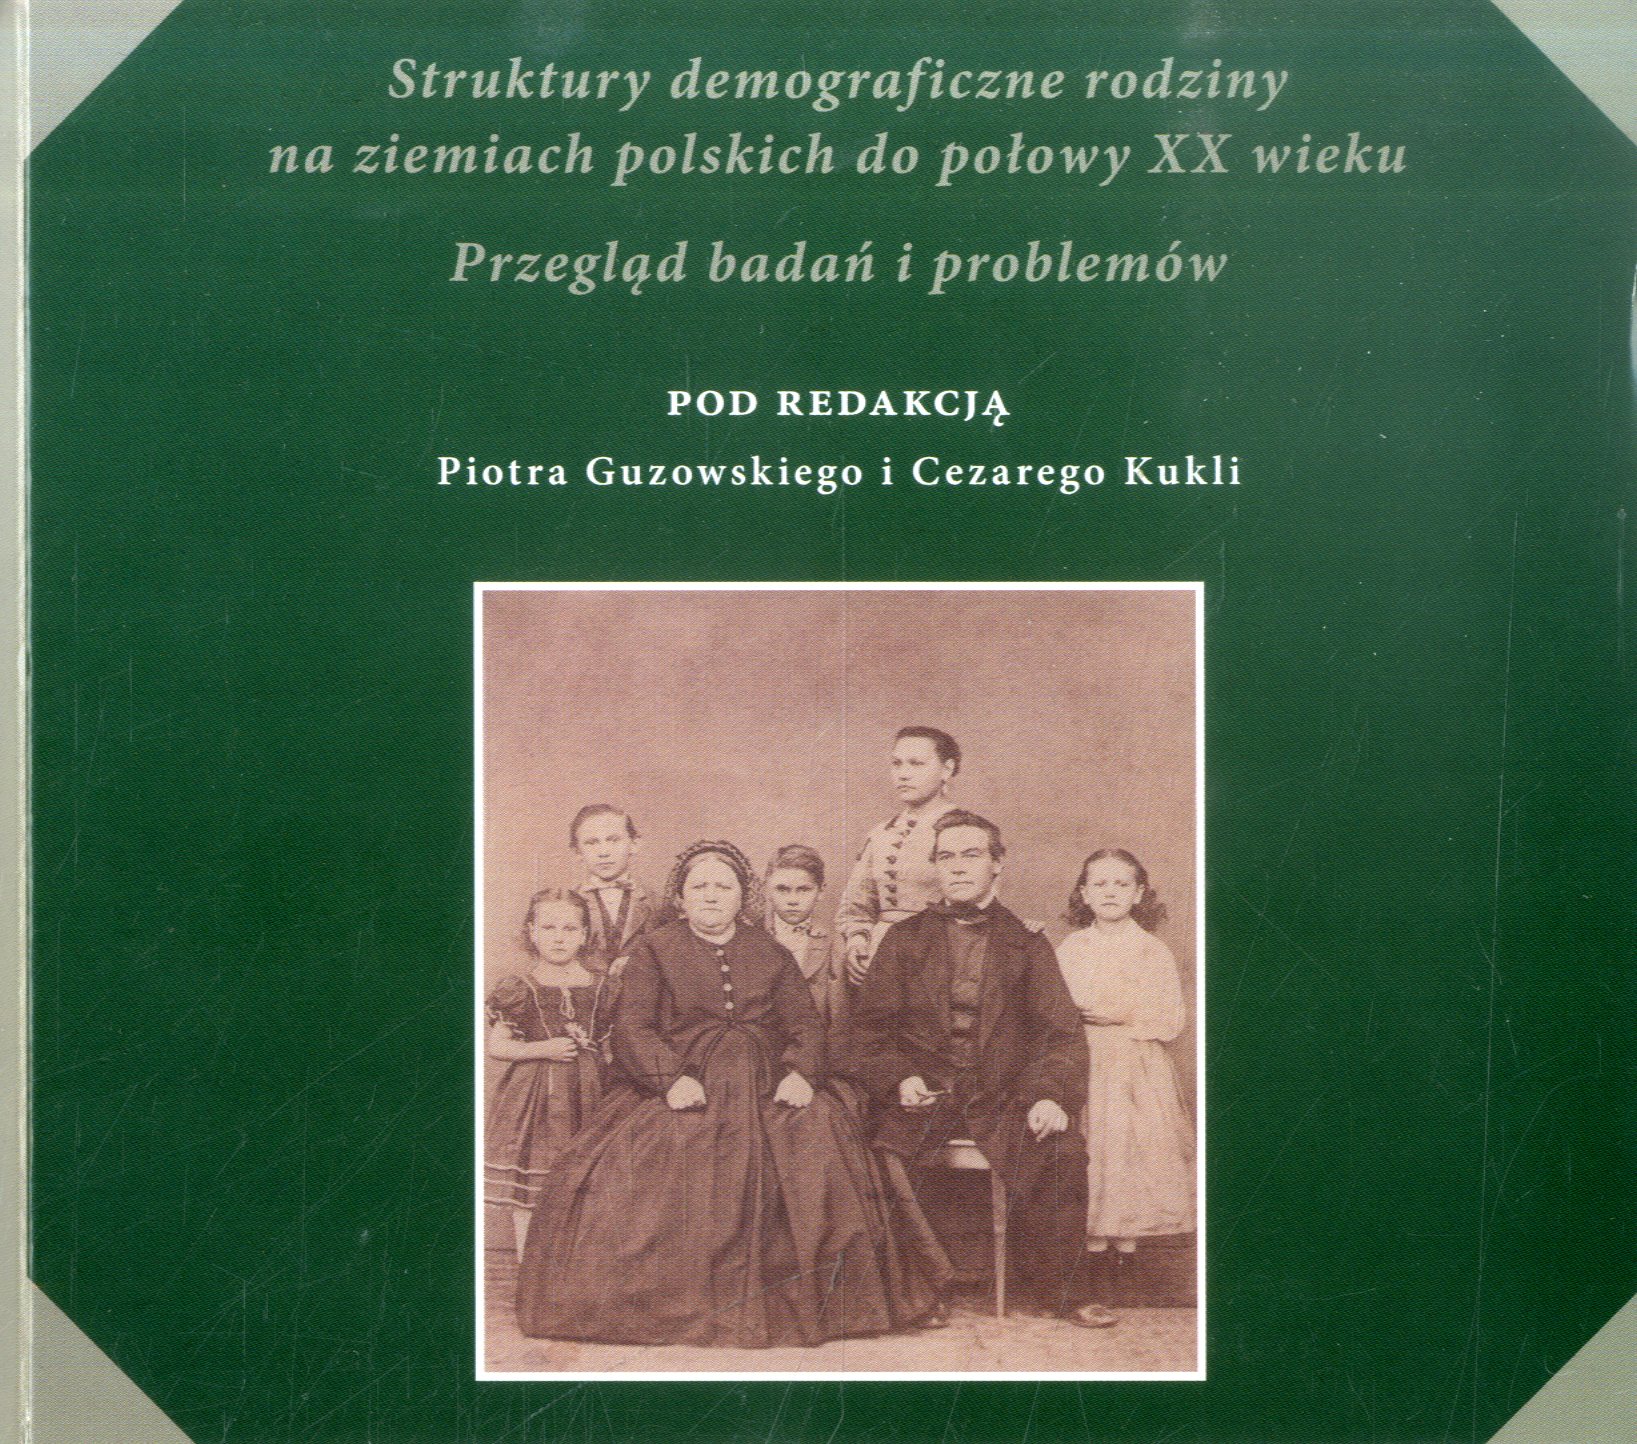 Struktury demograficzne rodziny
na ziemiach polskich do połowy XX wieku
Przegląd badań i problemów
POD REDAKCJĄ
Piotra Guzowskiego i Cezarego Kukli